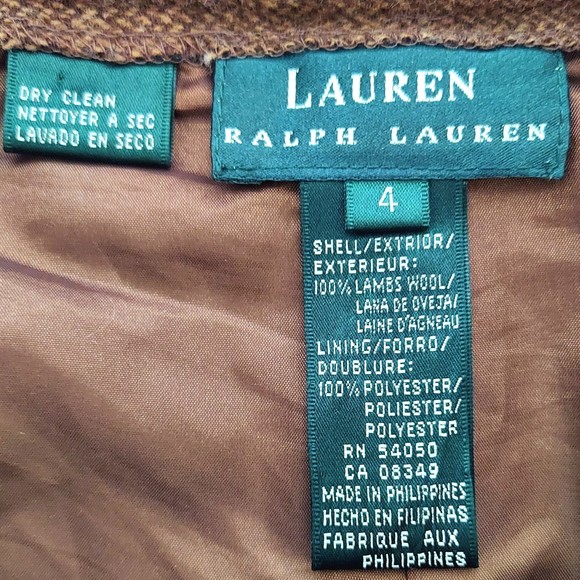 DRY CLEAN
NETTOYER A SEC
LAVADO EN SECO
LAUREN
RALPH LAUREN
4
SHELL/EXTRIOR/
EXTERIEUR:
100% LAMBS WOOL/
LANA DE OVEJA/
LAINE D'AGNEAU
LINING/FORRO/
DOUBLURE:
100% POLYESTER/
POLIESTER/
POLYESTER
RN 54050
CA 08349
MADE IN PHILIPPINES
HECHO EN FILIPINAS
FABRIQUE AUX
PHILIPPINES